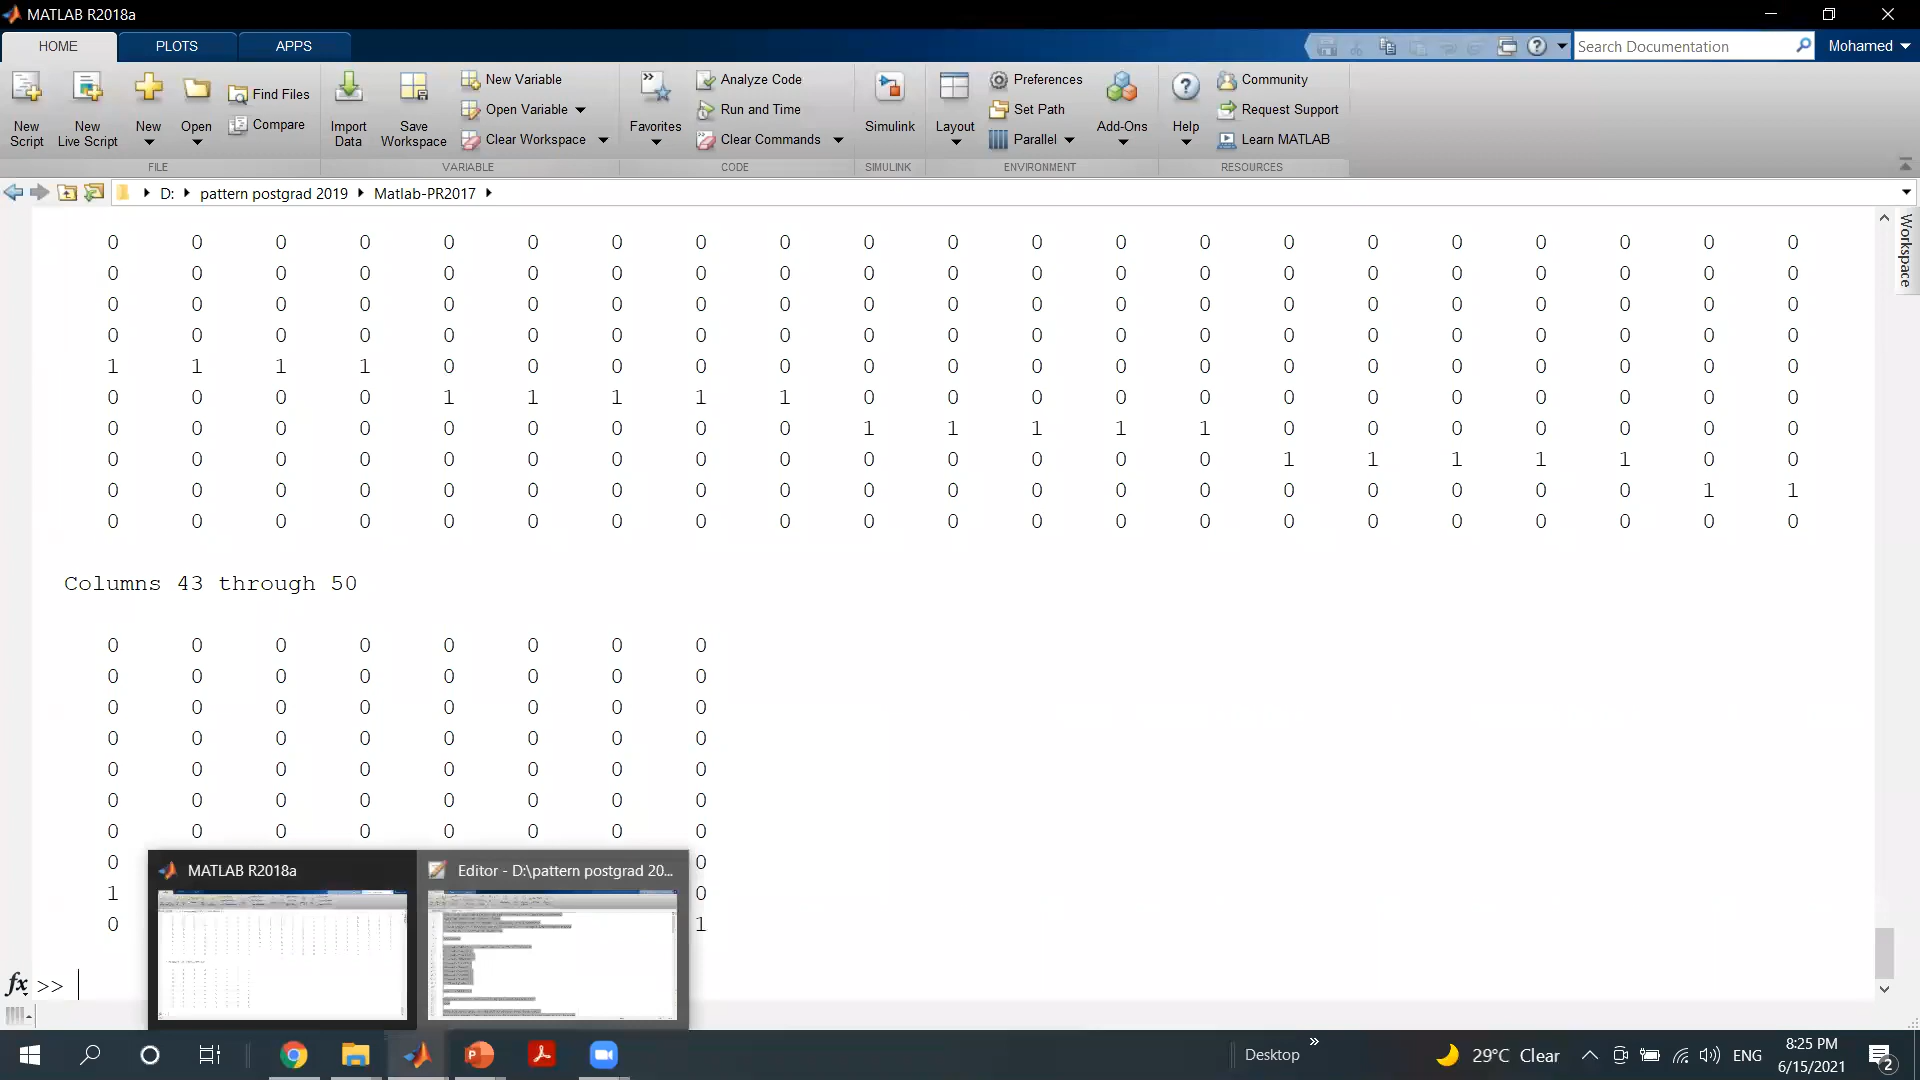 MATLAB R2018a
HOME PLOTS APPS
Search Documentation Mohamed
New Script
New Live Script
New
Open
Find Files
Compare
FILE
Import Data
Save Workspace
New Variable
Open Variable
Clear Workspace
VARIABLE
Favorites
Analyze Code
Run and Time
Clear Commands
CODE
Simulink
SIMULINK
Layout
Preferences
Set Path
Parallel
Add-Ons
ENVIRONMENT
Help
Community
Request Support
Learn MATLAB
RESOURCES
D: pattern postgrad 2019 Matlab-PR2017
Workspace
0 0 0 0 0 0 0 0 0 0 0 0 0 0 0 0 0 0 0 0 0
0 0 0 0 0 0 0 0 0 0 0 0 0 0 0 0 0 0 0 0 0
0 0 0 0 0 0 0 0 0 0 0 0 0 0 0 0 0 0 0 0 0
0 0 0 0 0 0 0 0 0 0 0 0 0 0 0 0 0 0 0 0 0
1 1 1 1 0 0 0 0 0 0 0 0 0 0 0 0 0 0 0 0 0
0 0 0 0 1 1 1 1 1 0 0 0 0 0 0 0 0 0 0 0 0
0 0 0 0 0 0 0 0 0 1 1 1 1 1 0 0 0 0 0 0 0
0 0 0 0 0 0 0 0 0 0 0 0 0 0 1 1 1 1 1 0 0
0 0 0 0 0 0 0 0 0 0 0 0 0 0 0 0 0 0 0 1 1
0 0 0 0 0 0 0 0 0 0 0 0 0 0 0 0 0 0 0 0 0
Columns 43 through 50
0 0 0 0 0 0 0 0
0 0 0 0 0 0 0 0
0 0 0 0 0 0 0 0
0 0 0 0 0 0 0 0
0 0 0 0 0 0 0 0
0 0 0 0 0 0 0 0
0 0 0 0 0 0 0 0
0 0
1 0
0 1
MATLAB R2018a
Editor - D:\pattern postgrad 20...
fx >>
Desktop » 29°C Clear ENG 8:25 PM
6/15/2021
2